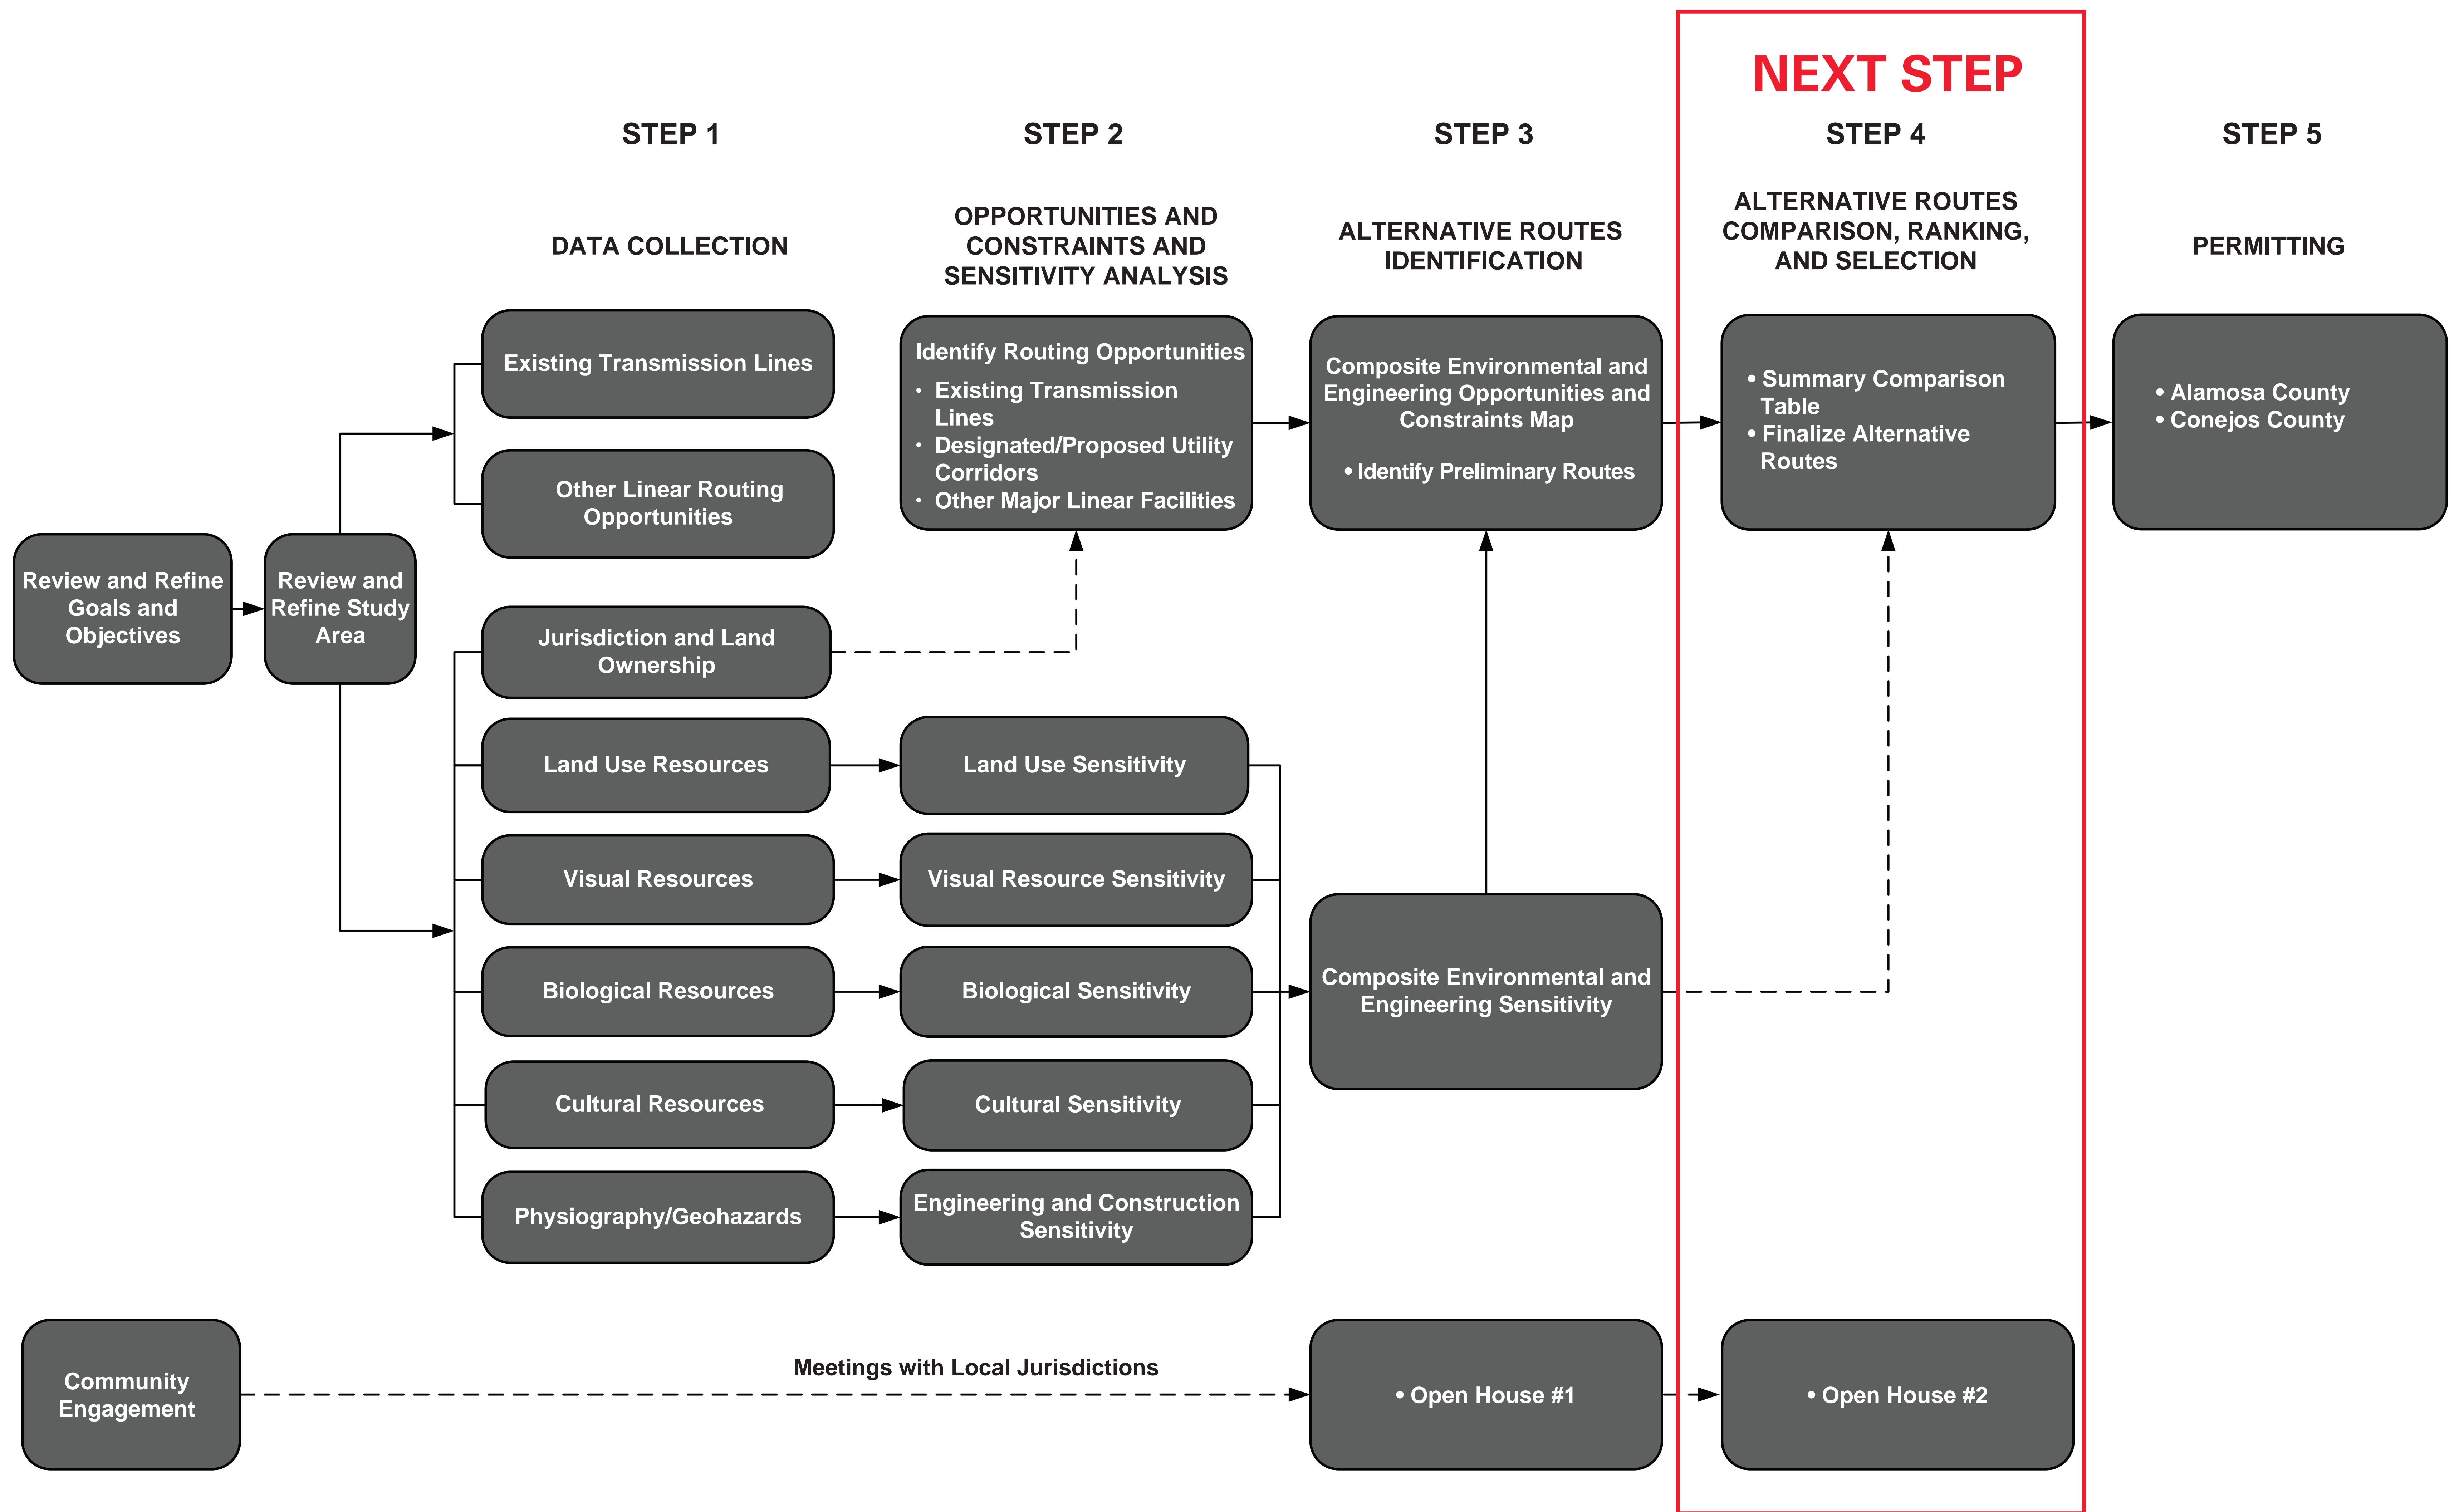 NEXT STEP
STEP 1
STEP 2
STEP 3
STEP 4
STEP 5
DATA COLLECTION
OPPORTUNITIES AND
CONSTRAINTS AND
SENSITIVITY ANALYSIS
ALTERNATIVE ROUTES
IDENTIFICATION
ALTERNATIVE ROUTES
COMPARISON, RANKING,
AND SELECTION
PERMITTING
Review and Refine
Goals and
Objectives
Review and
Refine Study
Area
Existing Transmission Lines
Other Linear Routing
Opportunities
Jurisdiction and Land
Ownership
Land Use Resources
Visual Resources
Biological Resources
Cultural Resources
Physiography/Geohazards
Identify Routing Opportunities
• Existing Transmission
Lines
• Designated/Proposed Utility
Corridors
• Other Major Linear Facilities
Land Use Sensitivity
Visual Resource Sensitivity
Biological Sensitivity
Cultural Sensitivity
Engineering and Construction
Sensitivity
Composite Environmental and
Engineering Opportunities and
Constraints Map
• Identify Preliminary Routes
Composite Environmental and
Engineering Sensitivity
• Summary Comparison
Table
• Finalize Alternative
Routes
• Alamosa County
• Conejos County
Community
Engagement
Meetings with Local Jurisdictions
• Open House #1
• Open House #2